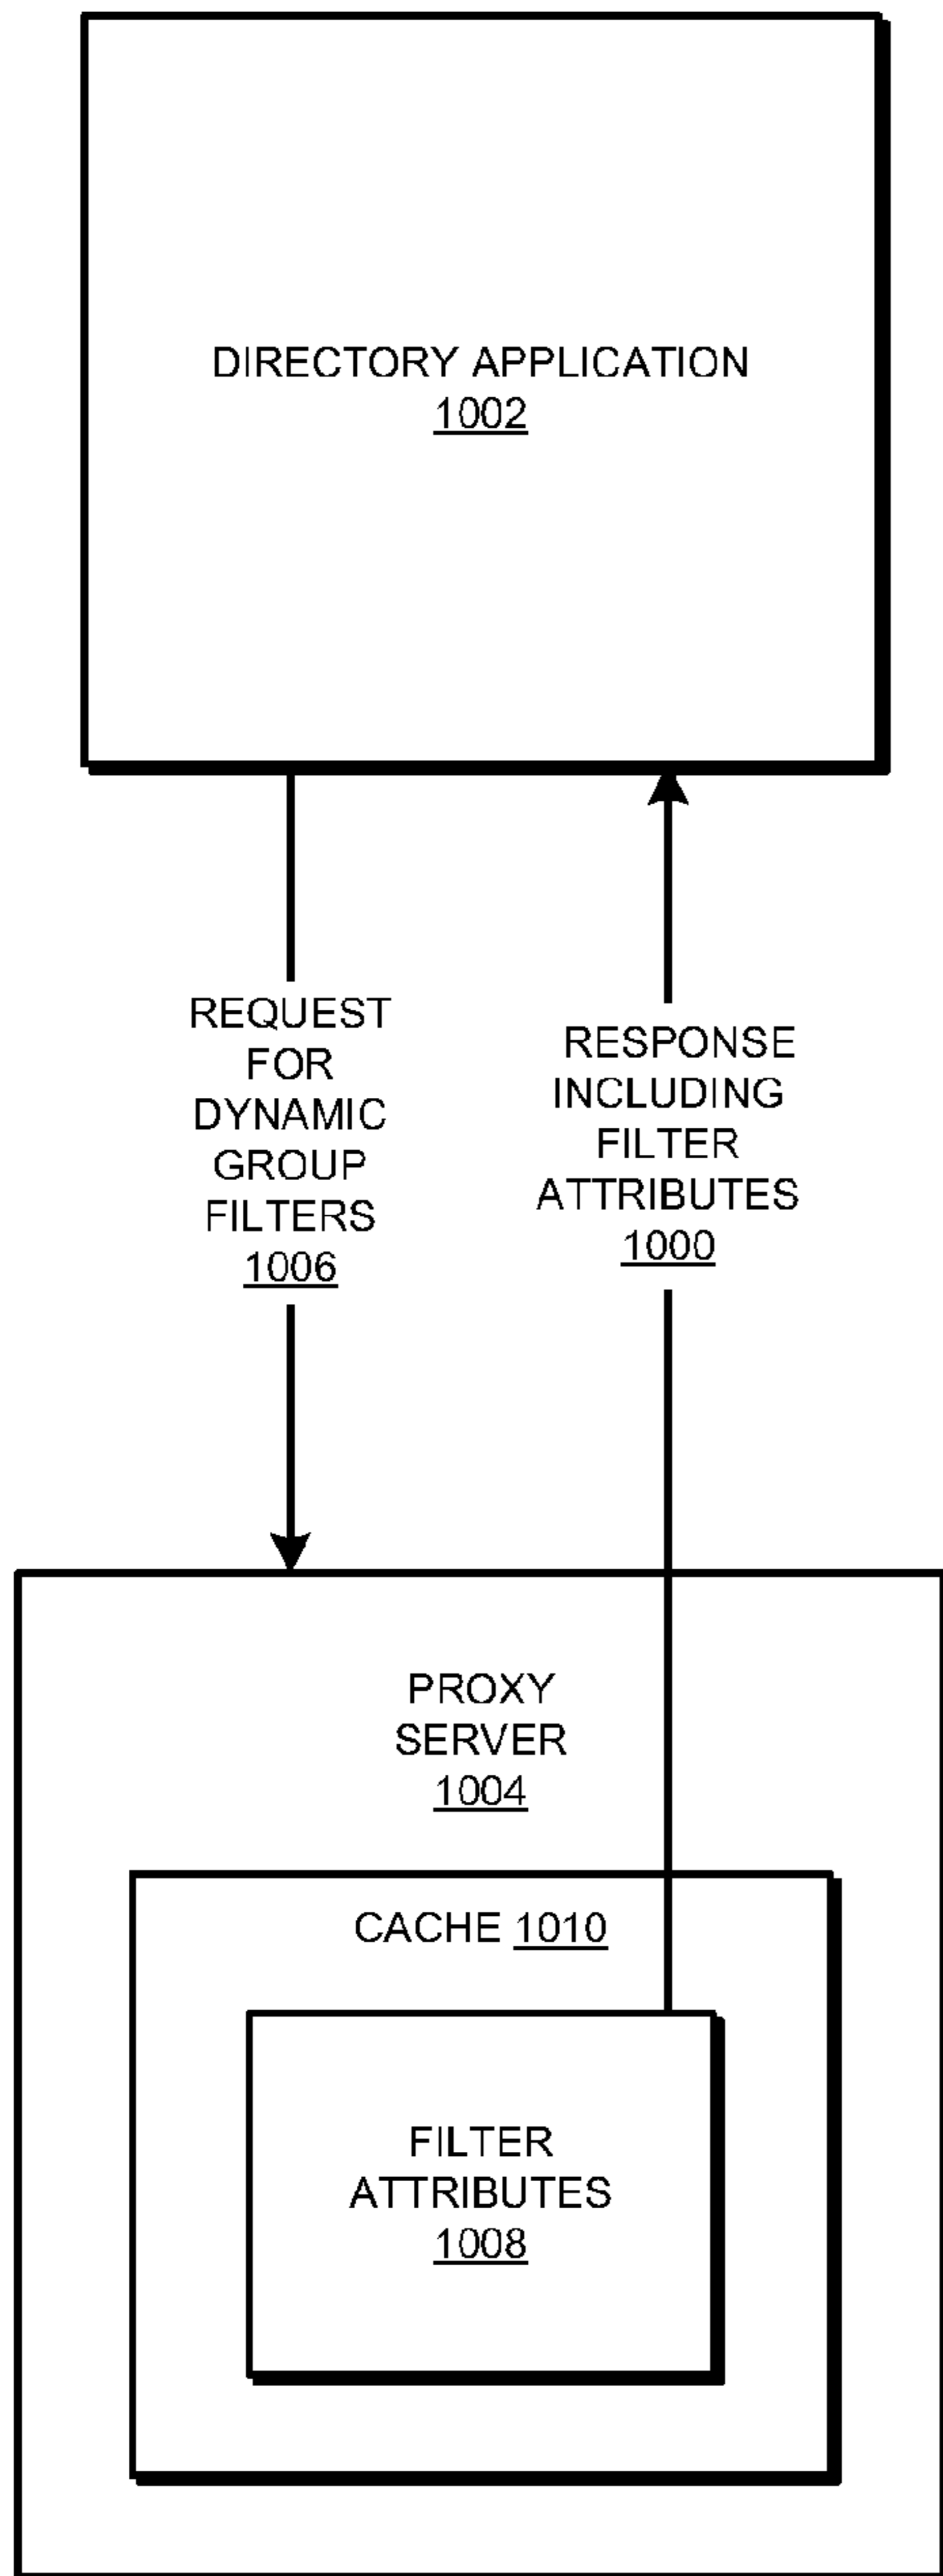 DIRECTORY APPLICATION
1002
REQUEST
FOR
DYNAMIC
GROUP
FILTERS
1006
RESPONSE
INCLUDING
FILTER
ATTRIBUTES
1000
PROXY
SERVER
1004
CACHE 1010
FILTER
ATTRIBUTES
1008